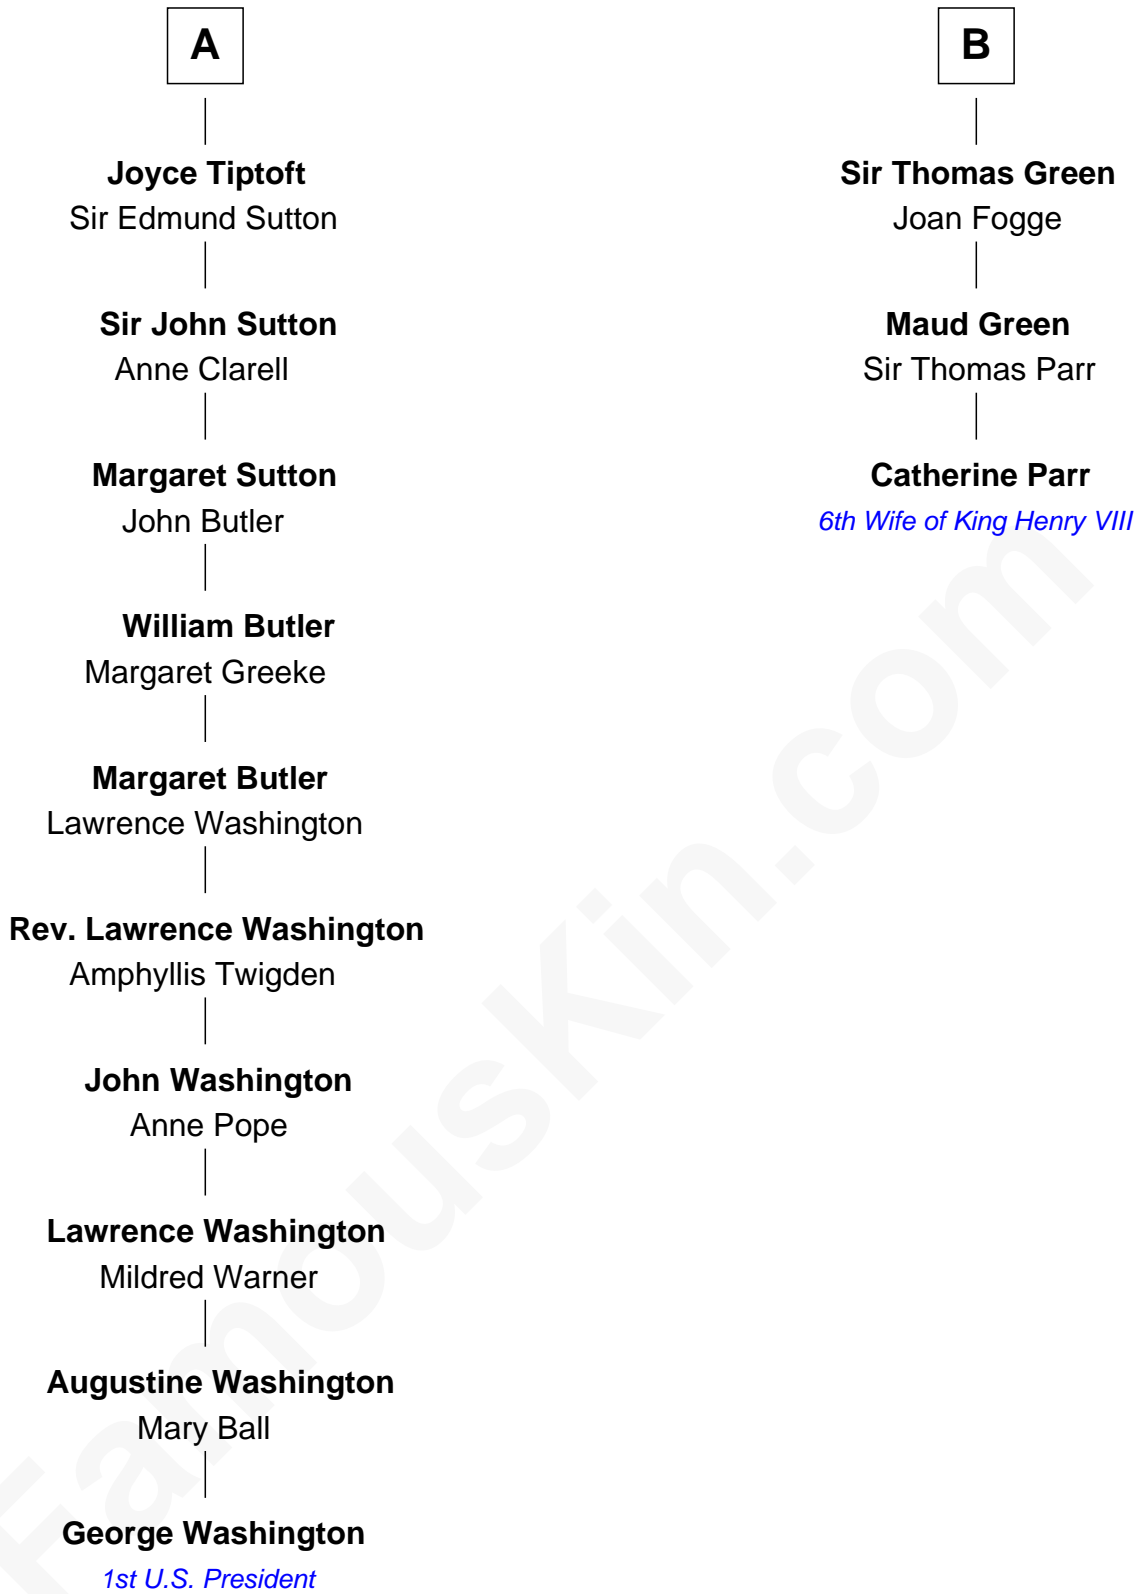 A
Joyce Tiptoft
Sir Edmund Sutton
Sir John Sutton
Anne Clarell
Margaret Sutton
John Butler
William Butler
Margaret Greeke
Margaret Butler
Lawrence Washington
Rev. Lawrence Washington
Amphyllis Twigden
John Washington
Anne Pope
Lawrence Washington
Mildred Warner
Augustine Washington
Mary Ball
George Washington
1st U.S. President
B
Sir Thomas Green
Joan Fogge
Maud Green
Sir Thomas Parr
Catherine Parr
6th Wife of King Henry VIII
FamousKin.com